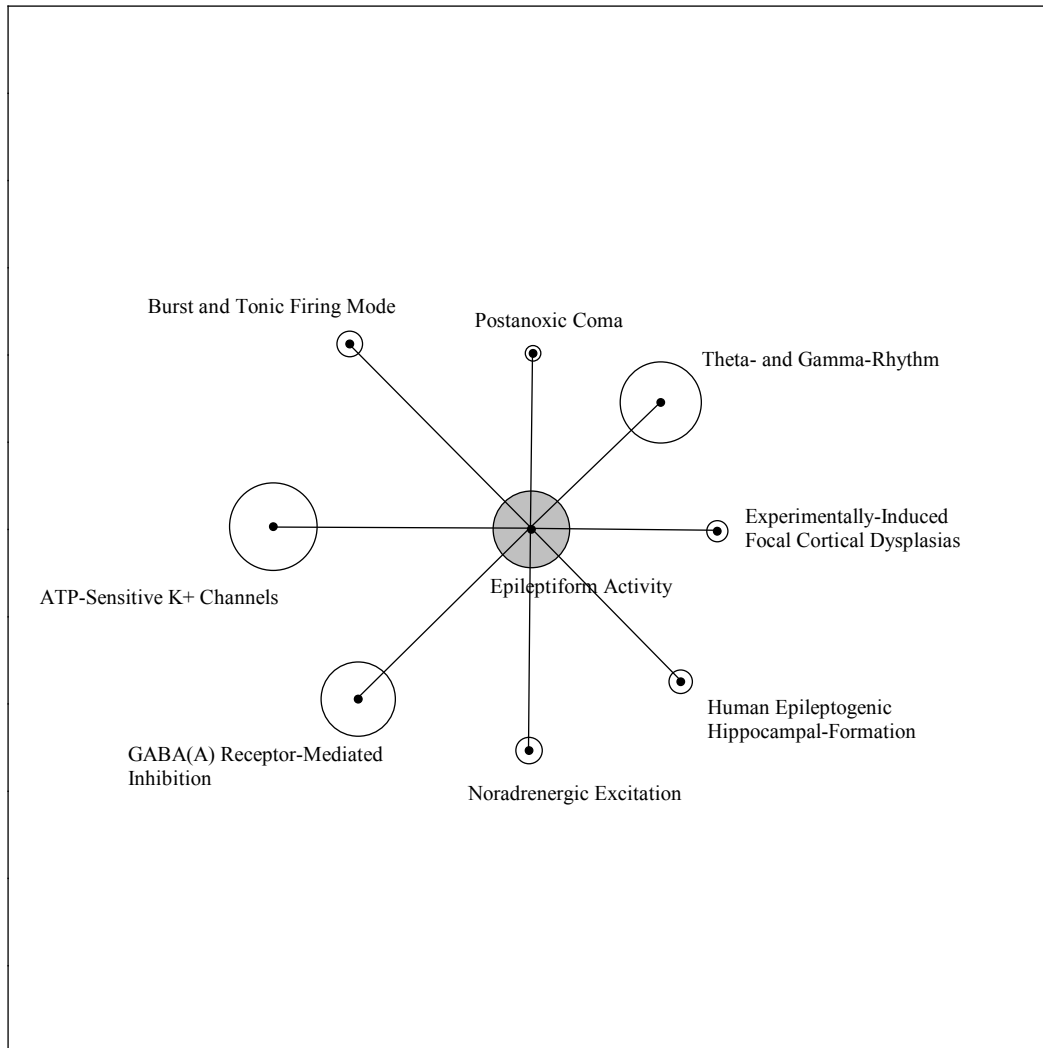 Burst and Tonic Firing Mode
Postanoxic Coma
Theta- and Gamma-Rhythm
Experimentally-Induced
Focal Cortical Dysplasias
Epileptiform Activity
ATP-Sensitive K+ Channels
Human Epileptogenic
Hippocampal-Formation
GABA(A) Receptor-Mediated
Inhibition
Noradrenergic Excitation